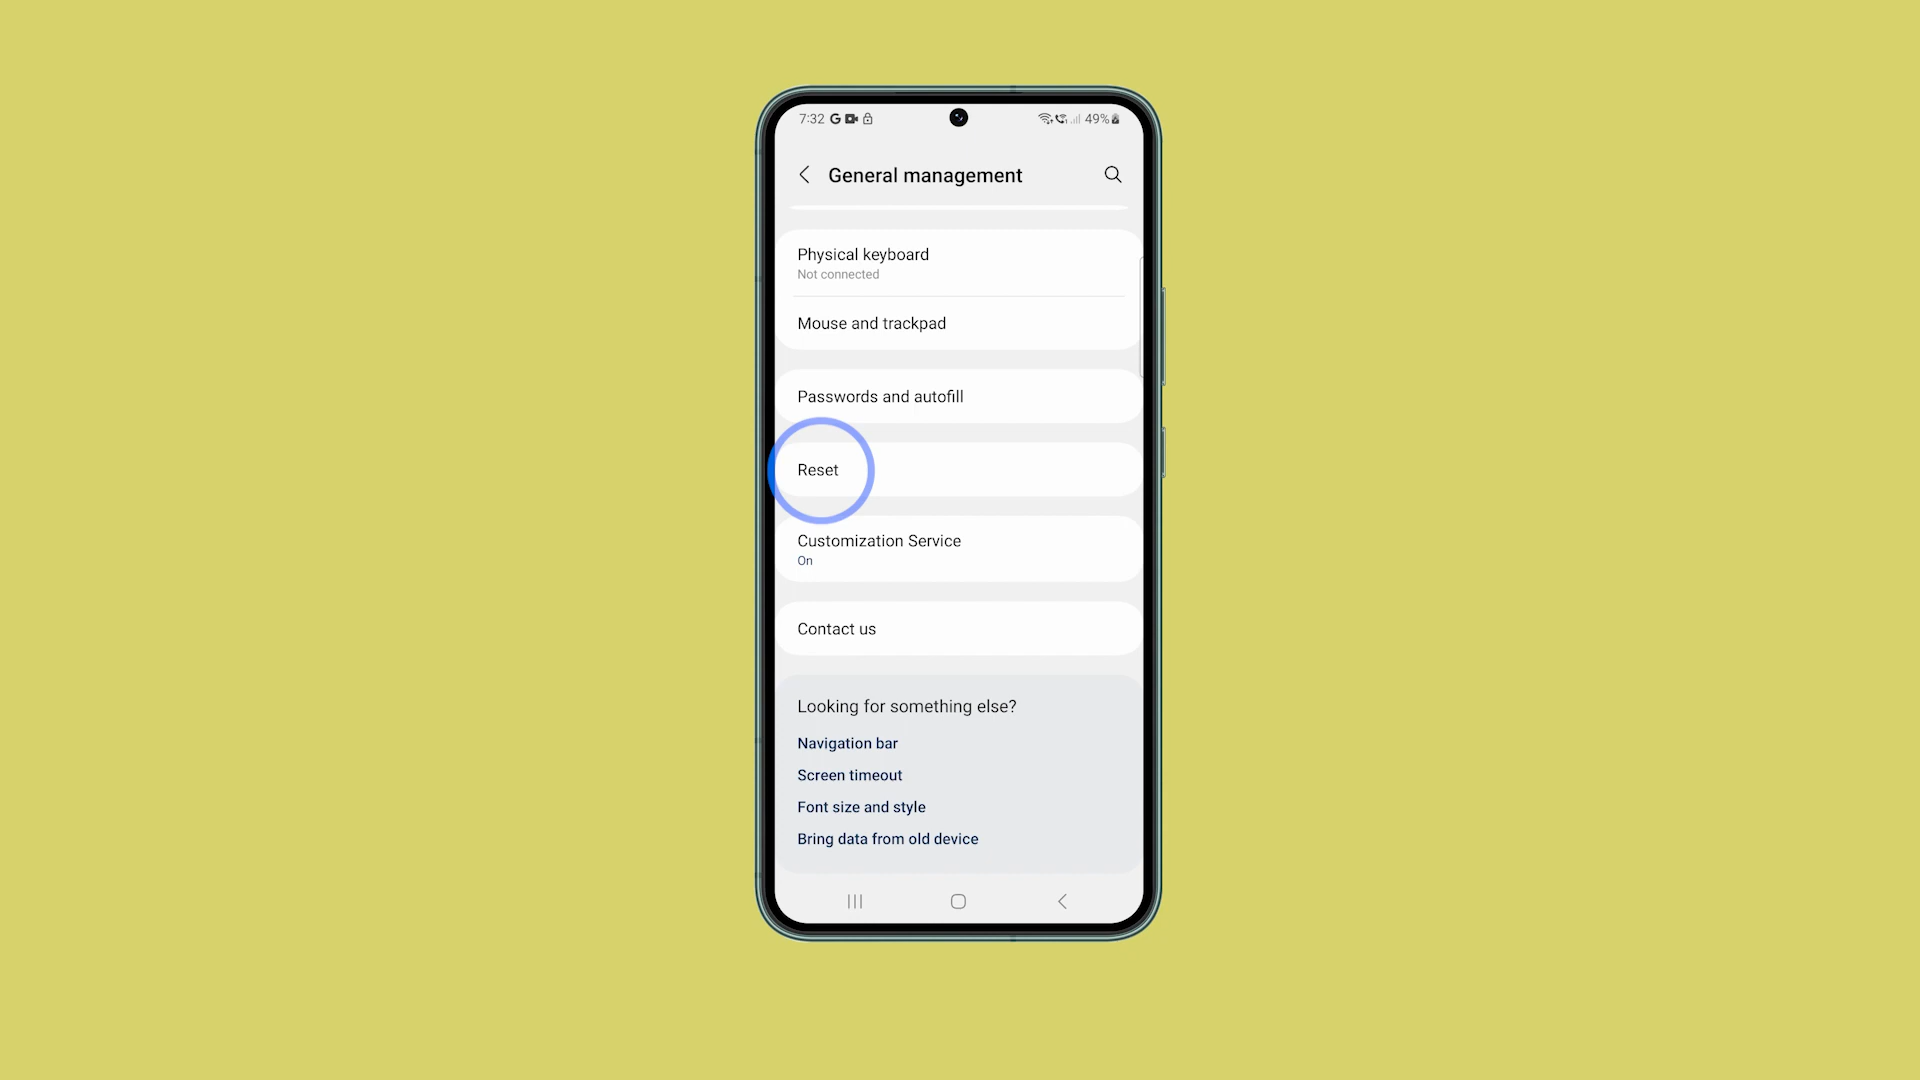 7:32 G 49%
General management
Physical keyboard
Not connected
Mouse and trackpad
Passwords and autofill
Reset
Customization Service
On
Contact us
Looking for something else?
Navigation bar
Screen timeout
Font size and style
Bring data from old device